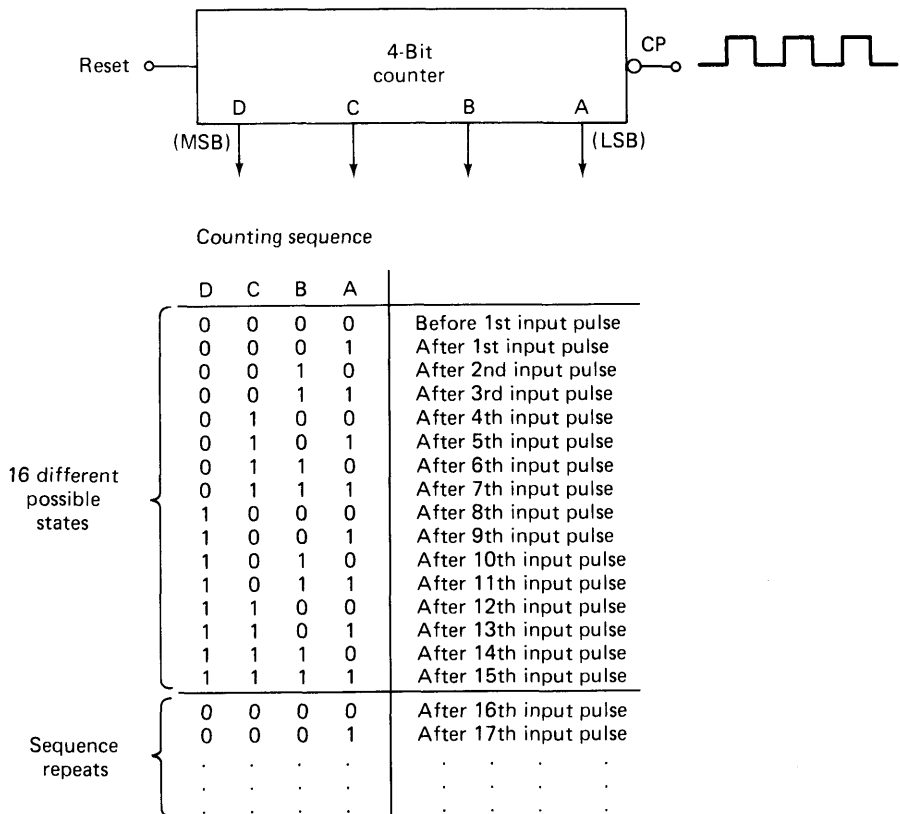 4-Bit
counter
Reset
CP
D C B A
(MSB) (LSB)
Counting sequence
D C B A
0 0 0 0 Before 1st input pulse
0 0 0 1 After 1st input pulse
0 0 1 0 After 2nd input pulse
0 0 1 1 After 3rd input pulse
0 1 0 0 After 4th input pulse
0 1 0 1 After 5th input pulse
0 1 1 0 After 6th input pulse
0 1 1 1 After 7th input pulse
1 0 0 0 After 8th input pulse
1 0 0 1 After 9th input pulse
1 0 1 0 After 10th input pulse
1 0 1 1 After 11th input pulse
1 1 0 0 After 12th input pulse
1 1 0 1 After 13th input pulse
1 1 1 0 After 14th input pulse
1 1 1 1 After 15th input pulse
16 different
possible
states
0 0 0 0 After 16th input pulse
0 0 0 1 After 17th input pulse
. . . . . . . .
. . . . . . . .
. . . . . . . .
Sequence
repeats